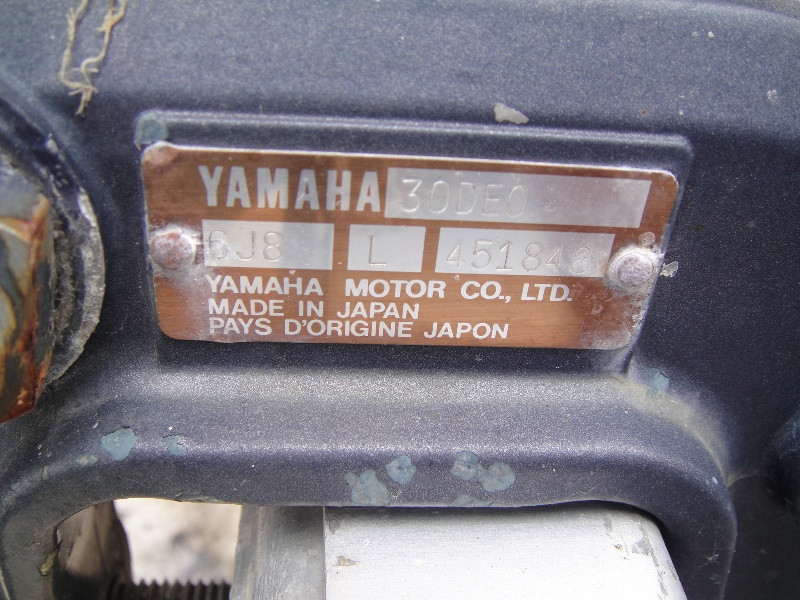 YAMAHA 30DEO
6J8 L 451848
YAMAHA MOTOR CO., LTD.
MADE IN JAPAN
PAYS D'ORIGINE JAPON